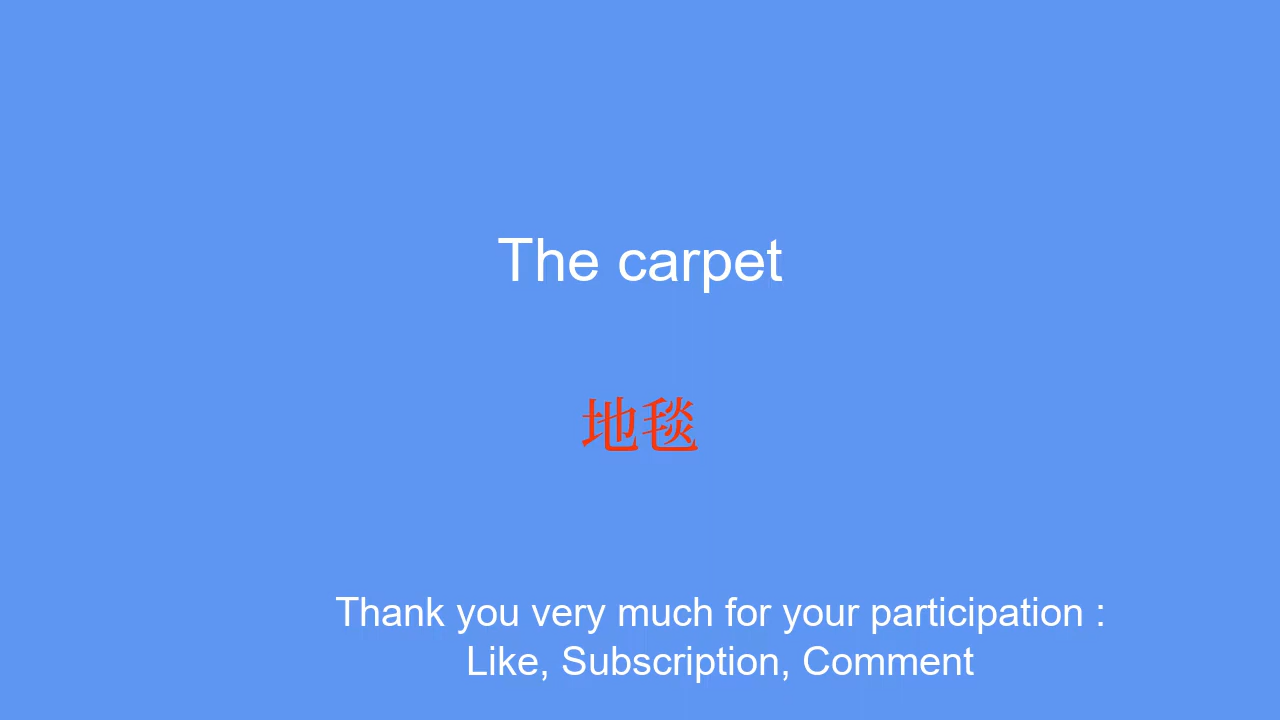 The carpet
地毯
Thank you very much for your participation :
Like, Subscription, Comment